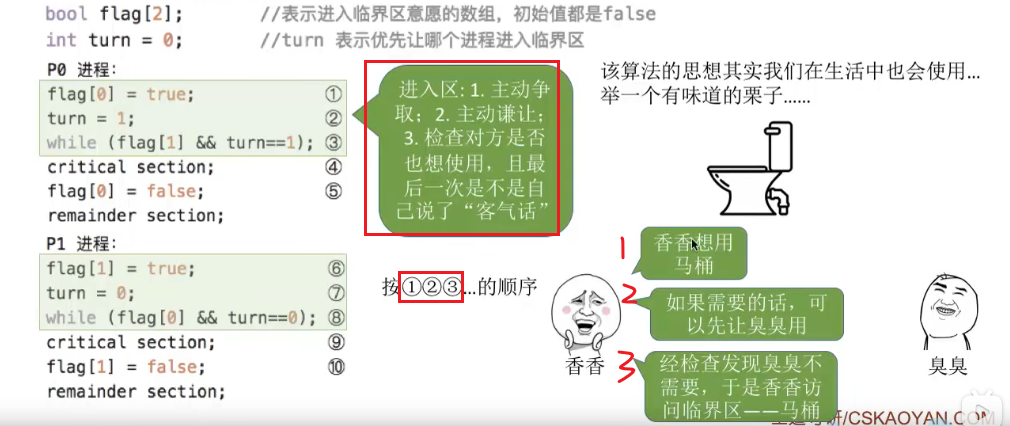 bool flag[2];          //表示进入临界区意愿的数组，初始值都是false
int turn = 0;          //turn 表示优先让哪个进程进入临界区
P0 进程：
flag[0] = true;        ①
turn = 1;              ②
while (flag[1] && turn==1); ③
critical section;      ④
flag[0] = false;       ⑤
remainder section;
P1 进程：
flag[1] = true;        ⑥
turn = 0;              ⑦
while (flag[0] && turn==0); ⑧
critical section;      ⑨
flag[1] = false;       ⑩
remainder section;
进入区：1. 主动争
取；2. 主动谦让；
3. 检查对方是否
也想使用，且最
后一次是不是自
己说了“客气话”
该算法的思想其实我们在生活中也会使用...
举一个有味道的栗子......
按①②③...的顺序
1
香香想用
马桶
2
如果需要的话，可
以先让臭臭用
3
经检查发现臭臭不
需要，于是香香访
问临界区——马桶
香香
臭臭
/CSKAOYAN.COM